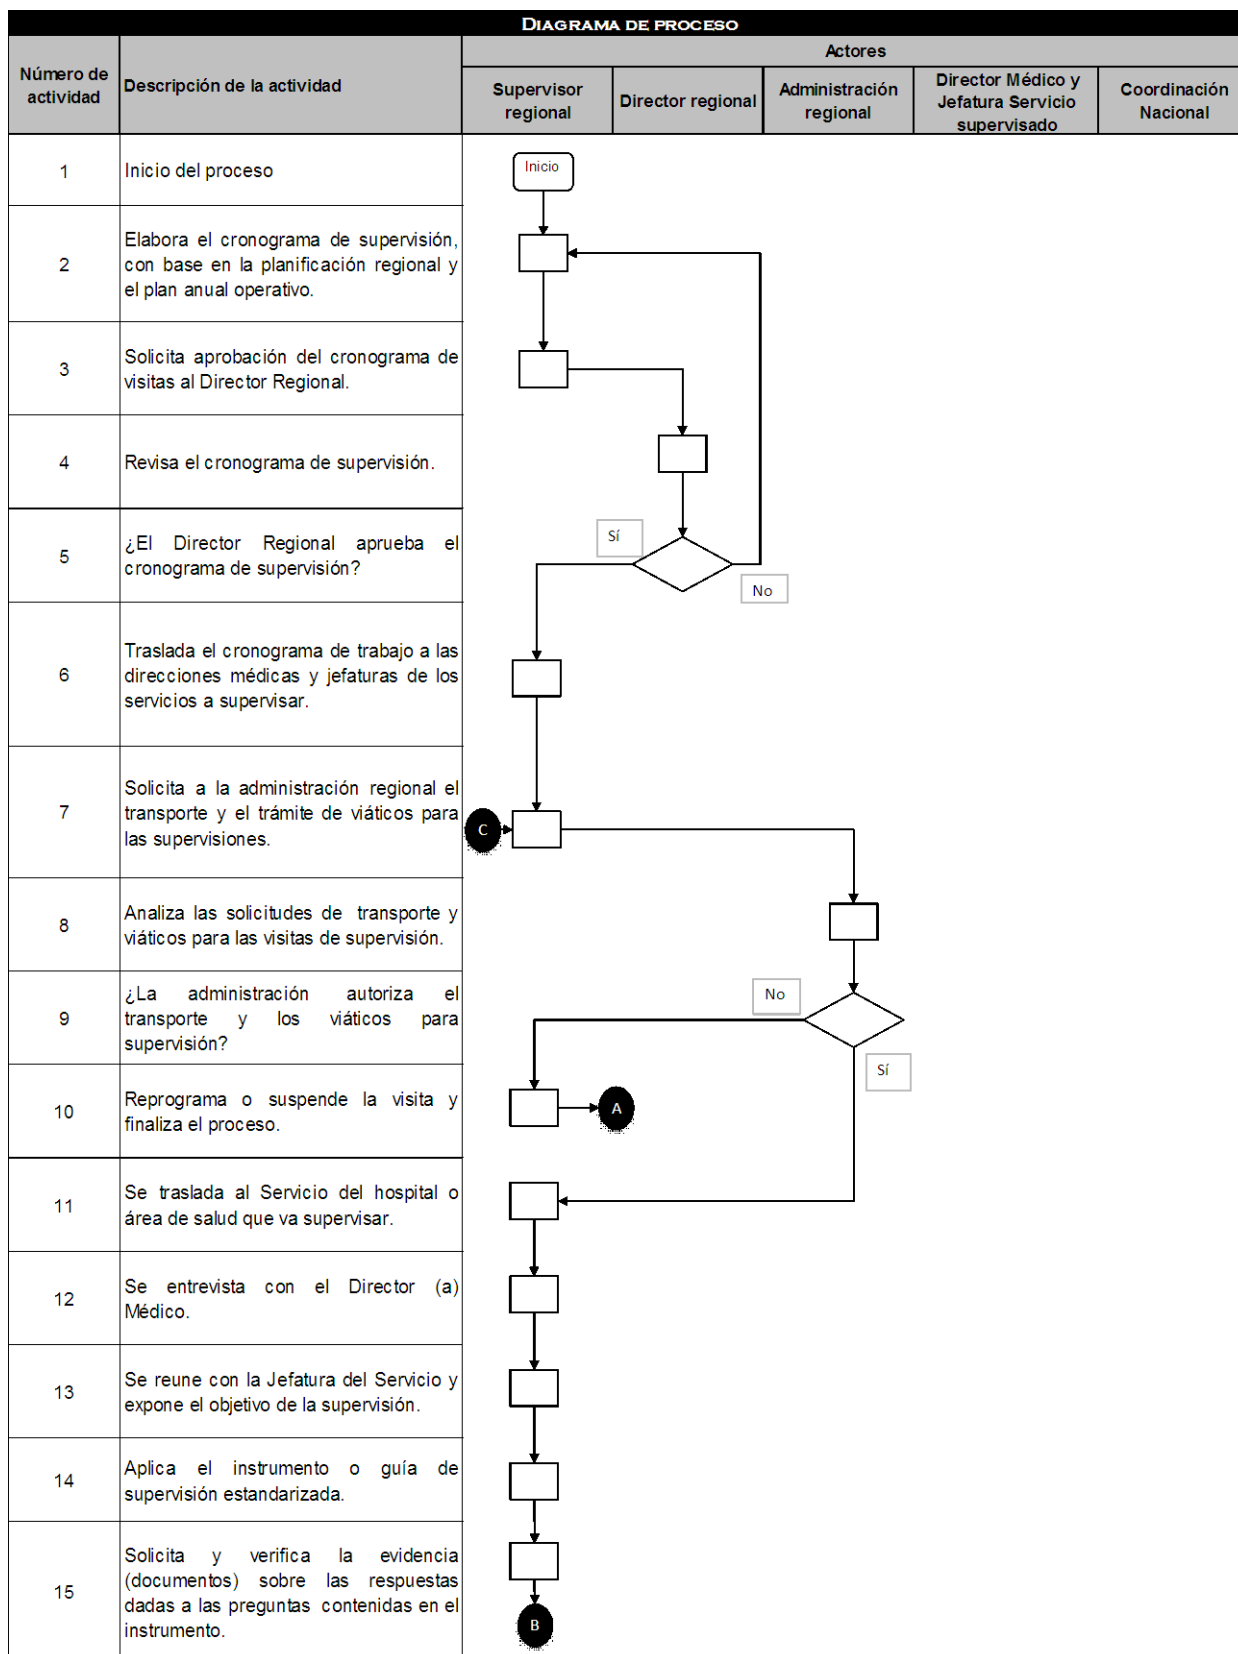 DIAGRAMA DE PROCESO
Número de
actividad
Descripción de la actividad
Actores
Supervisor
regional
Director regional
Administración
regional
Director Médico y
Jefatura Servicio
supervisado
Coordinación
Nacional
1
Inicio del proceso
Inicio
2
Elabora el cronograma de supervisión,
con base en la planificación regional y
el plan anual operativo.
3
Solicita aprobación del cronograma de
visitas al Director Regional.
4
Revisa el cronograma de supervisión.
5
¿El Director Regional aprueba el
cronograma de supervisión?
Sí
No
6
Traslada el cronograma de trabajo a las
direcciones médicas y jefaturas de los
servicios a supervisar.
7
Solicita a la administración regional el
transporte y el trámite de viáticos para
las supervisiones.
C
8
Analiza las solicitudes de transporte y
viáticos para las visitas de supervisión.
9
¿La administración autoriza el
transporte y los viáticos para
supervisión?
No
Sí
10
Reprograma o suspende la visita y
finaliza el proceso.
A
11
Se traslada al Servicio del hospital o
área de salud que va supervisar.
12
Se entrevista con el Director (a)
Médico.
13
Se reune con la Jefatura del Servicio y
expone el objetivo de la supervisión.
14
Aplica el instrumento o guía de
supervisión estandarizada.
15
Solicita y verifica la evidencia
(documentos) sobre las respuestas
dadas a las preguntas contenidas en el
instrumento.
B